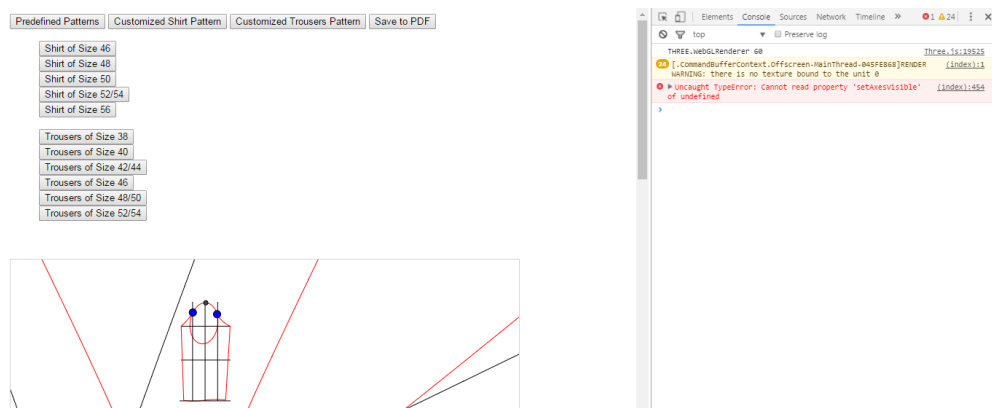 Predefined Patterns Customized Shirt Pattern Customized Trousers Pattern Save to PDF
Shirt of Size 46
Shirt of Size 48
Shirt of Size 50
Shirt of Size 52/54
Shirt of Size 56
Trousers of Size 38
Trousers of Size 40
Trousers of Size 42/44
Trousers of Size 46
Trousers of Size 48/50
Trousers of Size 52/54
Elements Console Sources Network Timeline » 1 24
top ▼ Preserve log
THREE.WebGLRenderer 60 Three.js:19525
24 [.CommandBufferContext.Offscreen-MainThread-045FE868]RENDER (index):1
WARNING: there is no texture bound to the unit 0
Uncaught TypeError: Cannot read property 'setAxesVisible' (index):454
of undefined
>